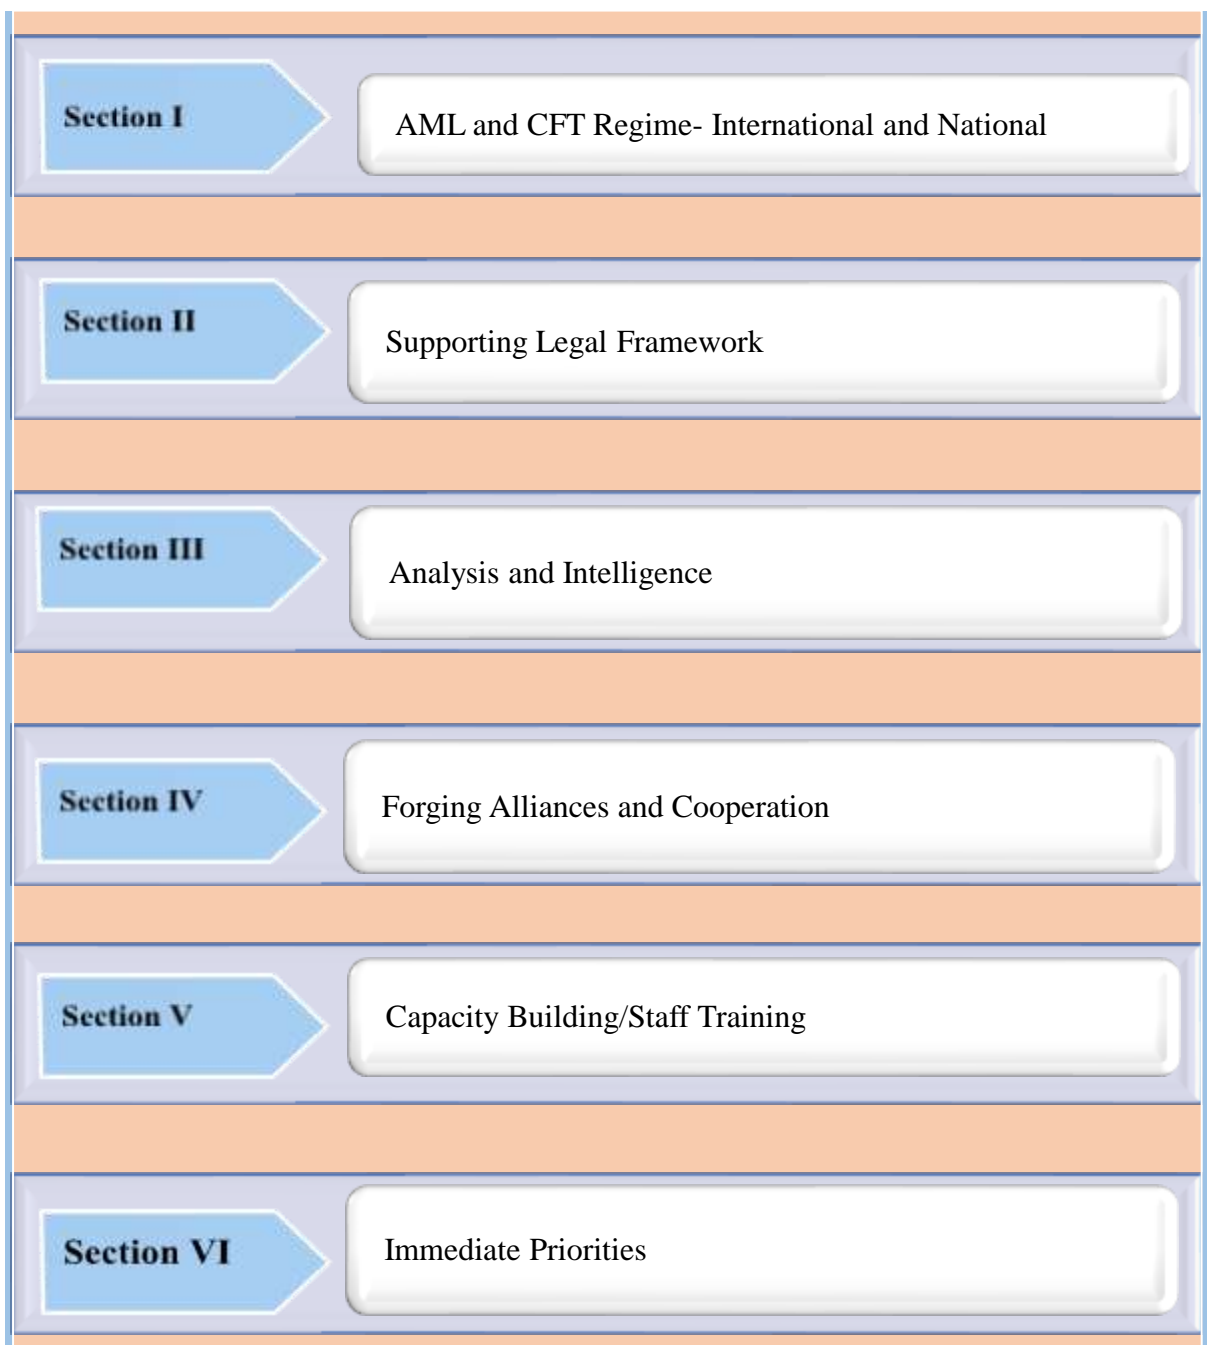 Section I
AML and CFT Regime- International and National
Section II
Supporting Legal Framework
Section III
Analysis and Intelligence
Section IV
Forging Alliances and Cooperation
Section V
Capacity Building/Staff Training
Section VI
Immediate Priorities